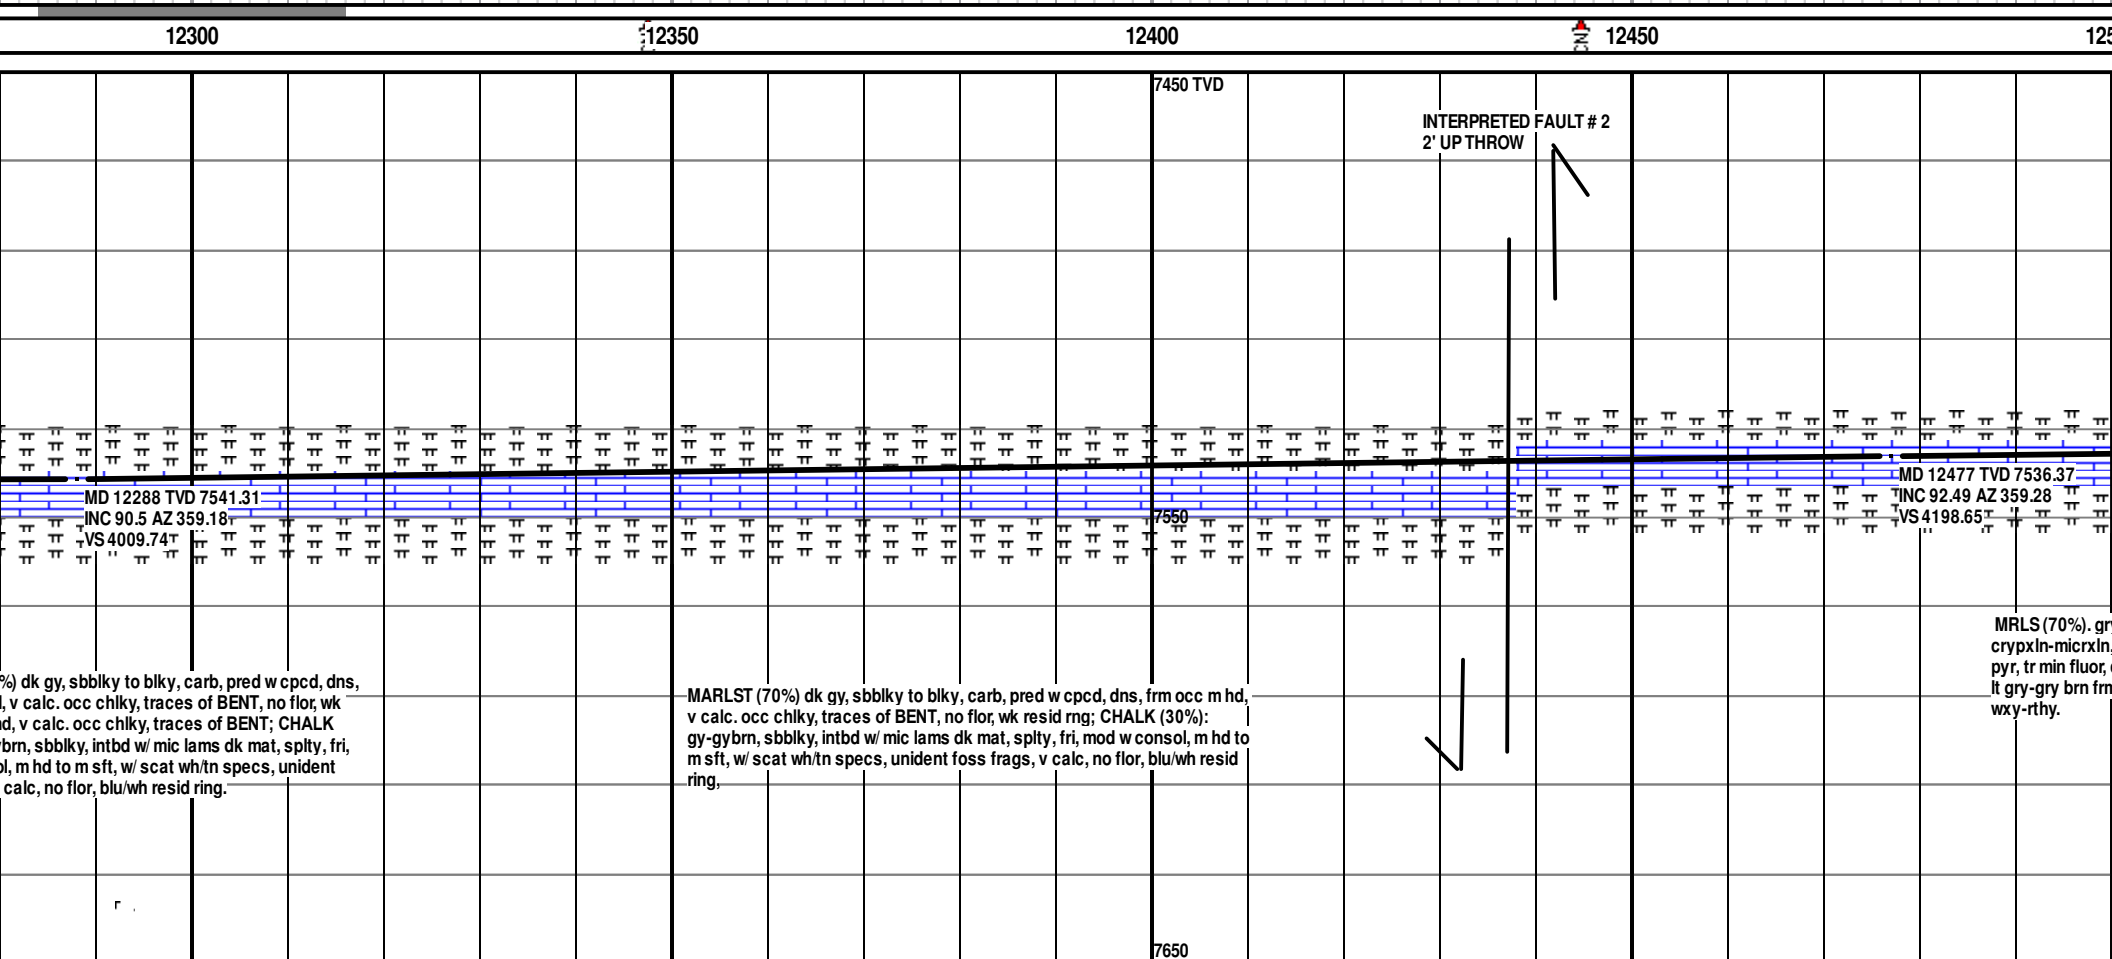 12300 12350 12400 CN 12450
7450 TVD
INTERPRETED FAULT # 2
2' UP THROW
MD 12288 TVD 7541.31
INC 90.5 AZ 359.18
VS 4009.74
7550
MD 12477 TVD 7536.37
INC 92.49 AZ 359.28
VS 4198.65
%) dk gy, sbblky to blky, carb, pred w cpcd, dns,
, v calc. occ chlky, traces of BENT, no flor, wk
d, v calc. occ chlky, traces of BENT; CHALK
brn, sbblky, intbd w/ mic lams dk mat, splty, fri,
ol, m hd to m sft, w/ scat wh/tn specs, unident
calc, no flor, blu/wh resid ring.
MARLST (70%) dk gy, sbblky to blky, carb, pred w cpcd, dns, frm occ m hd,
v calc. occ chlky, traces of BENT, no flor, wk resid rng; CHALK (30%):
gy-gybrn, sbblky, intbd w/ mic lams dk mat, splty, fri, mod w consol, m hd to
m sft, w/ scat wh/tn specs, unident foss frags, v calc, no flor, blu/wh resid
ring,
MRLS (70%). gry
crypxln-micrxln,
pyr, tr min fluor,
lt gry-gry brn frm
wxy-rthy.
7650